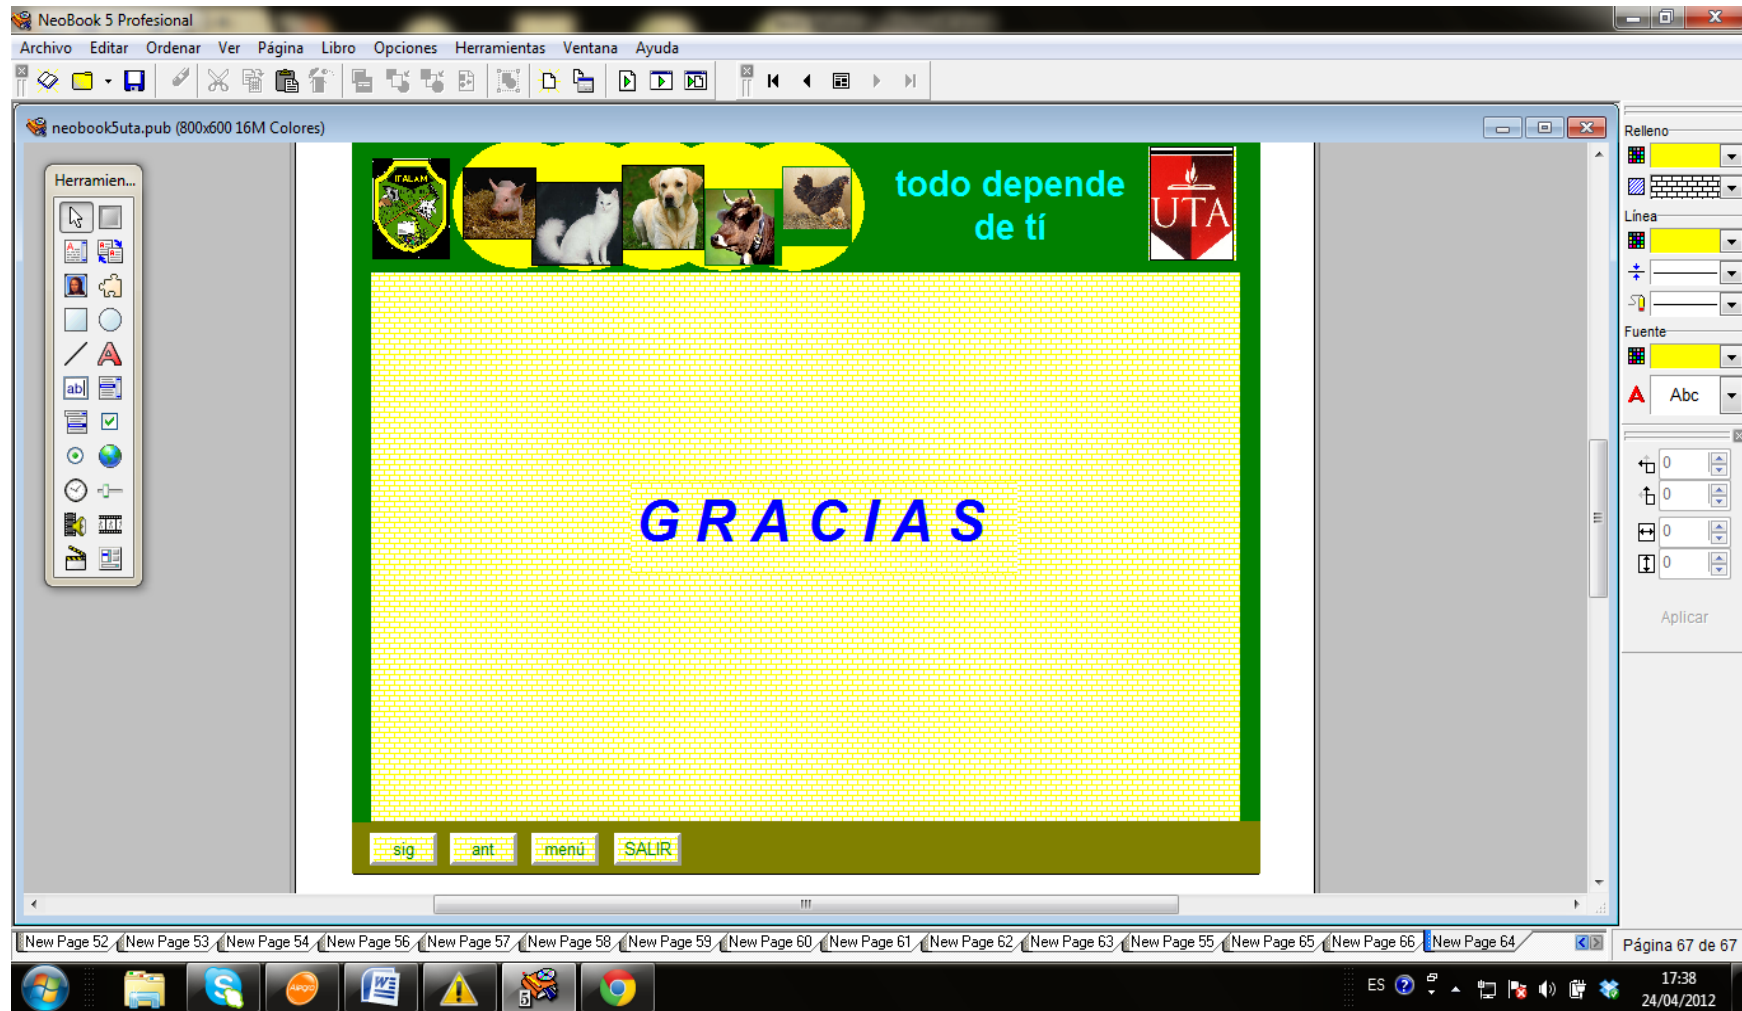 NeoBook 5 Profesional
Archivo Editar Ordenar Ver Página Libro Opciones Herramientas Ventana Ayuda
neobook5uta.pub (800x600 16M Colores)
Herramien...
ITALAM
todo depende
de tí
UTA
G R A C I A S
sig ant menú SALIR
Relleno
Línea
Fuente
Abc
0
0
0
0
Aplicar
New Page 52 New Page 53 New Page 54 New Page 56 New Page 57 New Page 58 New Page 59 New Page 60 New Page 61 New Page 62 New Page 63 New Page 55 New Page 65 New Page 66 New Page 64
Página 67 de 67
ES 17:38
24/04/2012